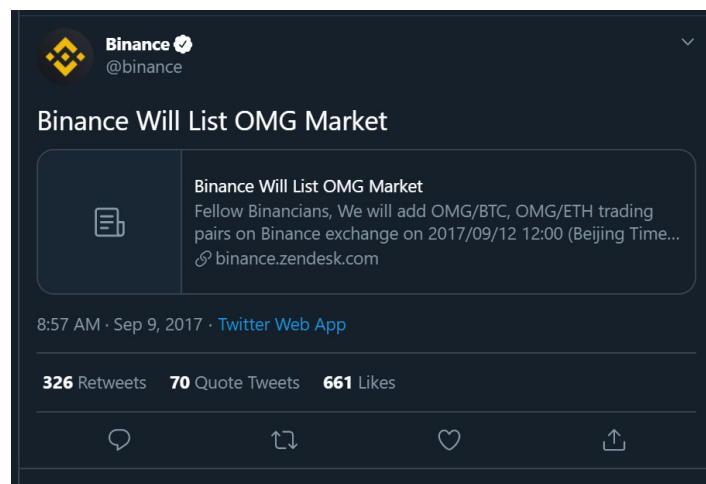 Binance
@binance
Binance Will List OMG Market
Binance Will List OMG Market
Fellow Binancians, We will add OMG/BTC, OMG/ETH trading
pairs on Binance exchange on 2017/09/12 12:00 (Beijing Time...
binance.zendesk.com
8:57 AM · Sep 9, 2017 · Twitter Web App
326 Retweets 70 Quote Tweets 661 Likes